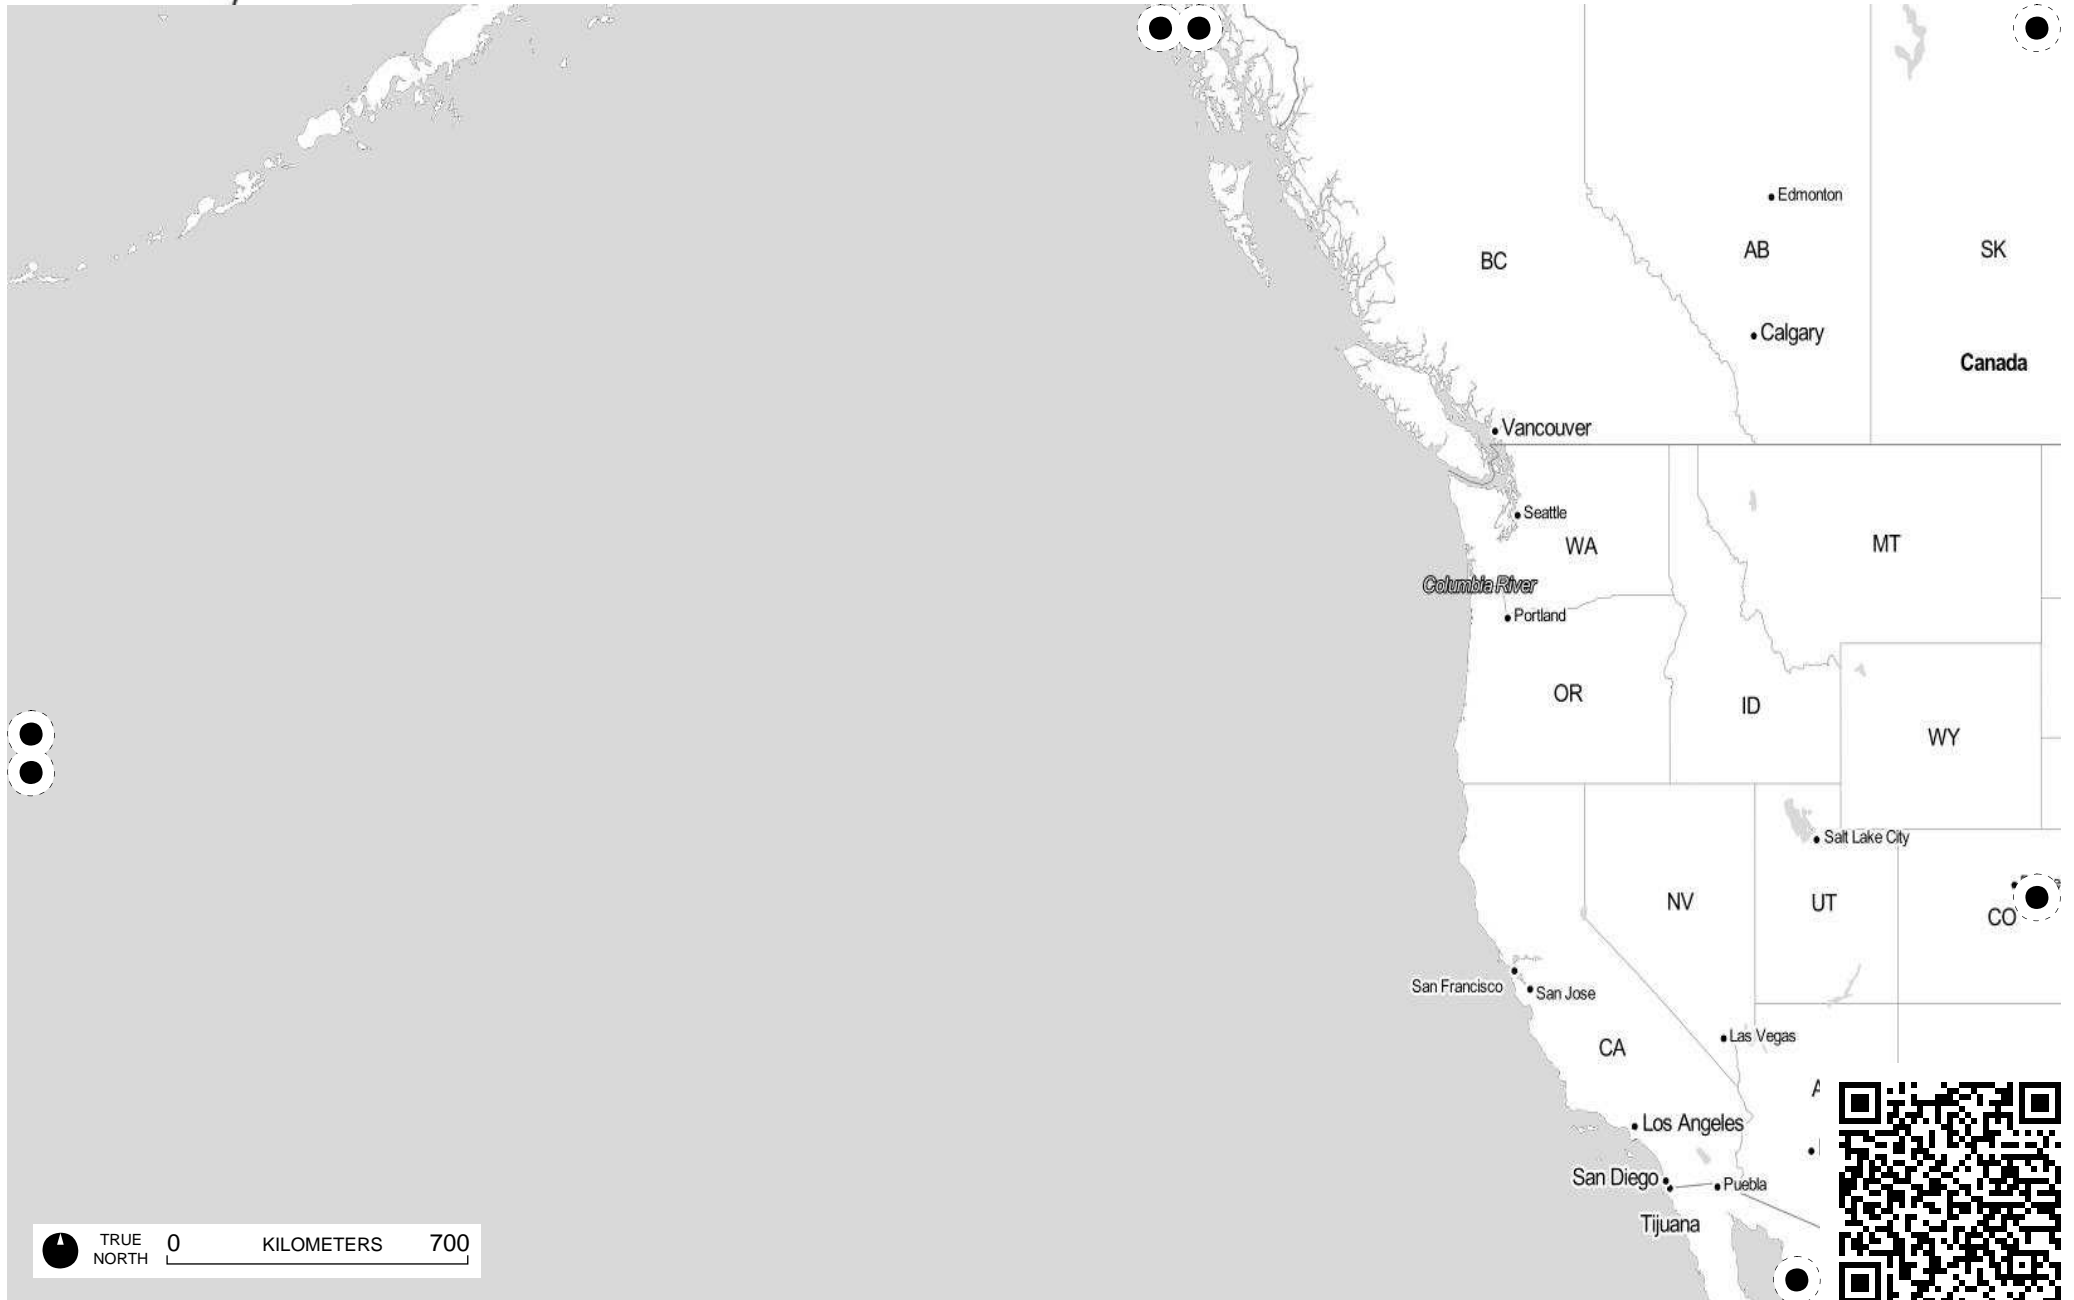 Edmonton
AB
SK
BC
Calgary
Canada
Vancouver
Seattle
WA
MT
Columbia River
Portland
OR
ID
WY
Salt Lake City
NV
UT
CO
San Francisco
San Jose
Las Vegas
CA
Los Angeles
San Diego
Puebla
Tijuana
TRUE
NORTH
0 KILOMETERS 700